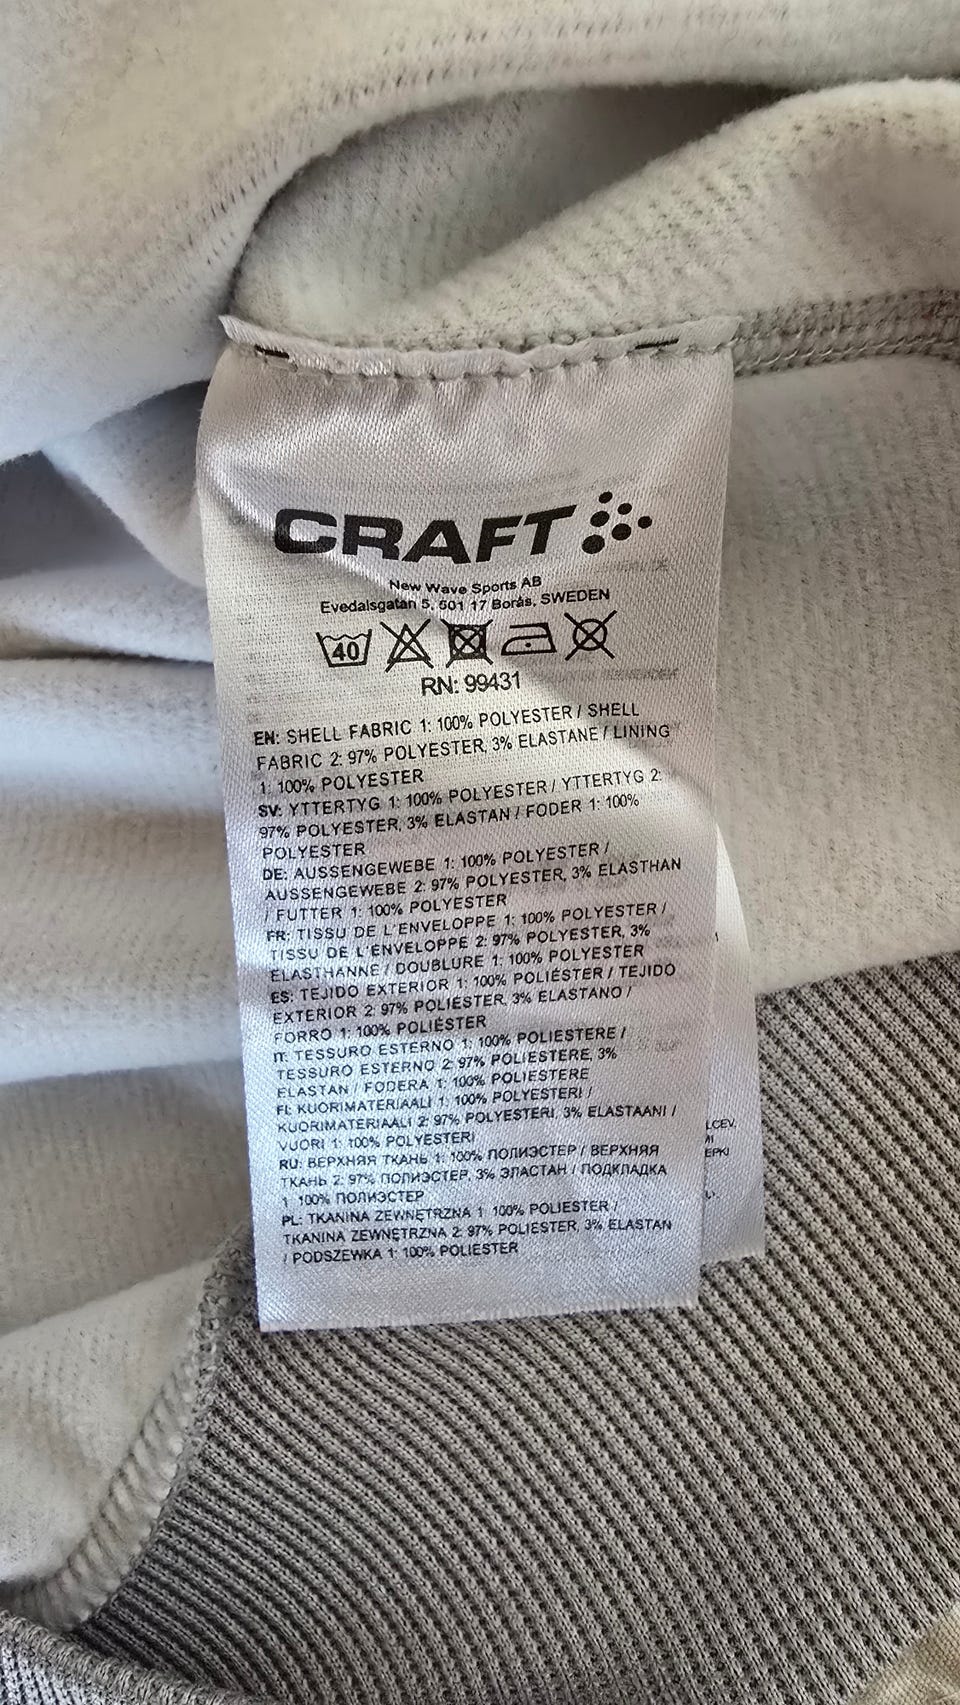 CRAFT
New Wave Sports AB
Evedalsgatan 5, 501 17 Borås, SWEDEN
40
RN: 99431
EN: SHELL FABRIC 1: 100% POLYESTER / SHELL
FABRIC 2: 97% POLYESTER, 3% ELASTANE / LINING
1: 100% POLYESTER
SV: YTTERTYG 1: 100% POLYESTER / YTTERTYG 2:
97% POLYESTER, 3% ELASTAN / FODER 1: 100%
POLYESTER
DE: AUSSENGEWEBE 1: 100% POLYESTER /
AUSSENGEWEBE 2: 97% POLYESTER, 3% ELASTHAN
/ FUTTER 1: 100% POLYESTER
FR: TISSU DE L'ENVELOPPE 1: 100% POLYESTER /
TISSU DE L'ENVELOPPE 2: 97% POLYESTER, 3%
ELASTHANNE / DOUBLURE 1: 100% POLYESTER
ES: TEJIDO EXTERIOR 1: 100% POLIÉSTER / TEJIDO
EXTERIOR 2: 97% POLIÉSTER, 3% ELASTANO /
FORRO 1: 100% POLIÉSTER
IT: TESSURO ESTERNO 1: 100% POLIESTERE /
TESSURO ESTERNO 2: 97% POLIESTERE, 3%
ELASTAN / FODERA 1: 100% POLIESTERE
FI: KUORIMATERIAALI 1: 100% POLYESTERI /
KUORIMATERIAALI 2: 97% POLYESTERI, 3% ELASTAANI /
VUORI 1: 100% POLYESTERI
RU: ВЕРХНЯЯ ТКАНЬ 1: 100% ПОЛИЭСТЕР / ВЕРХНЯЯ
ТКАНЬ 2: 97% ПОЛИЭСТЕР, 3% ЭЛАСТАН / ПОДКЛАДКА
1: 100% ПОЛИЭСТЕР
PL: TKANINA ZEWNĘTRZNA 1: 100% POLIESTER /
TKANINA ZEWNĘTRZNA 2: 97% POLIESTER, 3% ELASTAN
/ PODSZEWKA 1: 100% POLIESTER